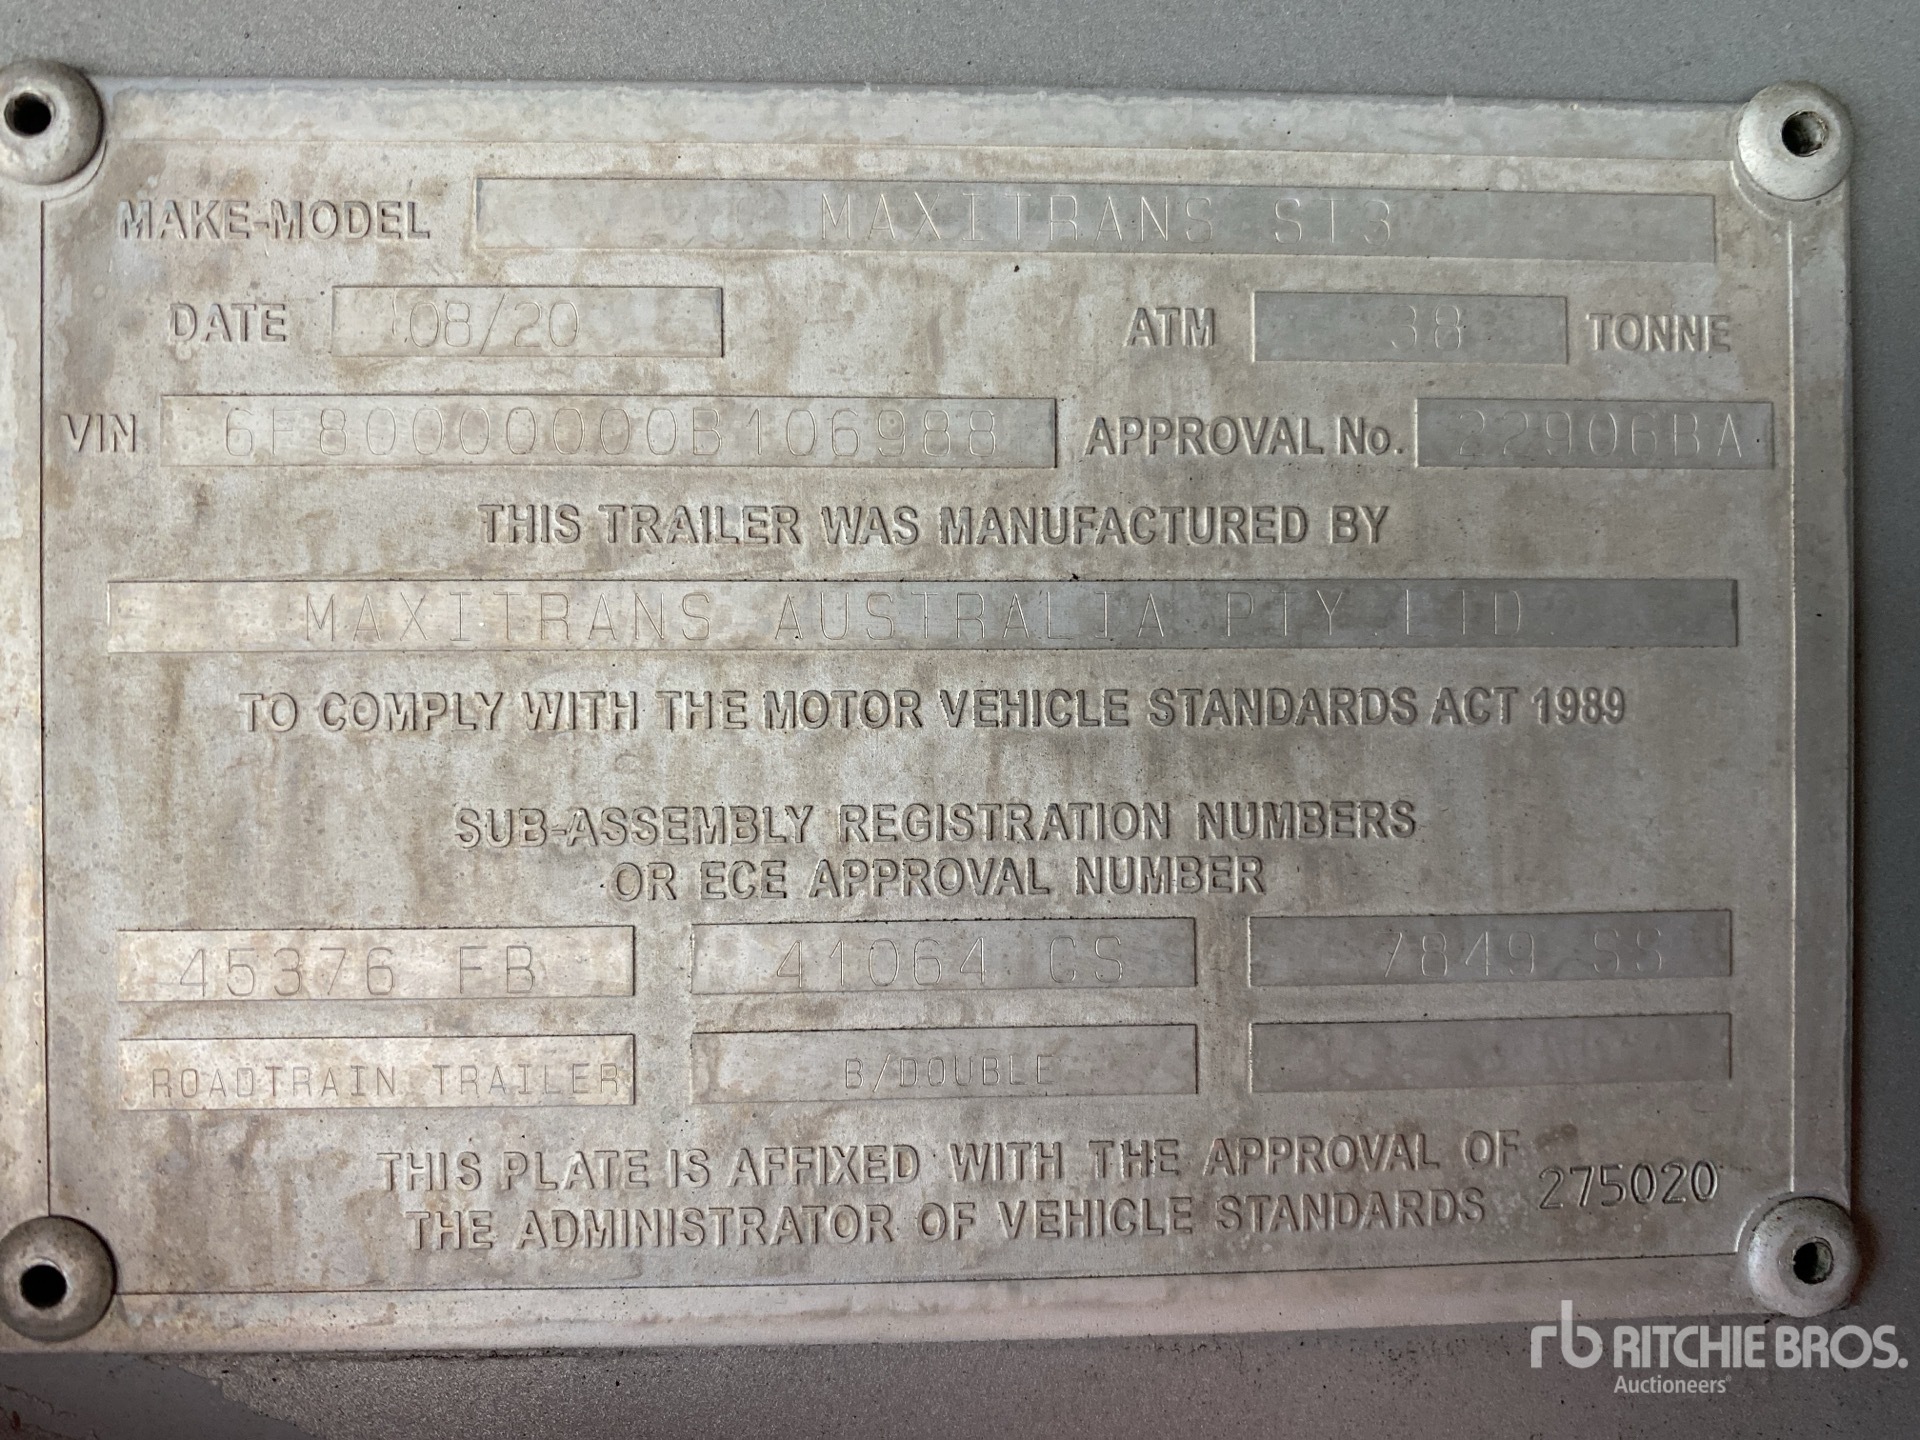 MAKE-MODEL MAXITRANS ST3
DATE 08/20 ATM 38 TONNE
VIN 6F80000000B106988 APPROVAL No. 22906BA
THIS TRAILER WAS MANUFACTURED BY
MAXITRANS AUSTRALIA PTY.LTD
TO COMPLY WITH THE MOTOR VEHICLE STANDARDS ACT 1989
SUB-ASSEMBLY REGISTRATION NUMBERS
OR ECE APPROVAL NUMBER
45376 FB 41064 CS 7849 SS
ROADTRAIN TRAILER B/DOUBLE
THIS PLATE IS AFFIXED WITH THE APPROVAL OF
THE ADMINISTRATOR OF VEHICLE STANDARDS 275020
rb RITCHIE BROS.
Auctioneers